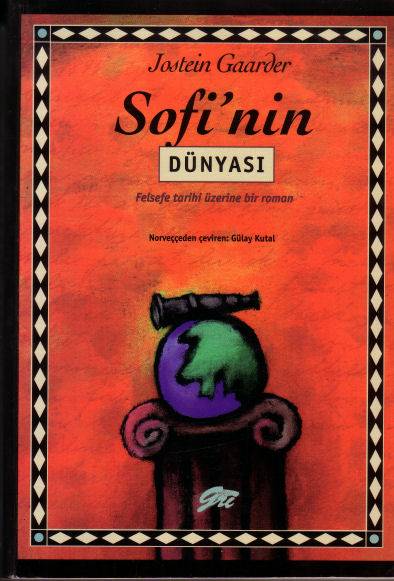 Jostein Gaarder
Sofi'nin
DÜNYASI
Felsefe tarihi üzerine bir roman
Norveççeden çeviren: Gülay Kutal